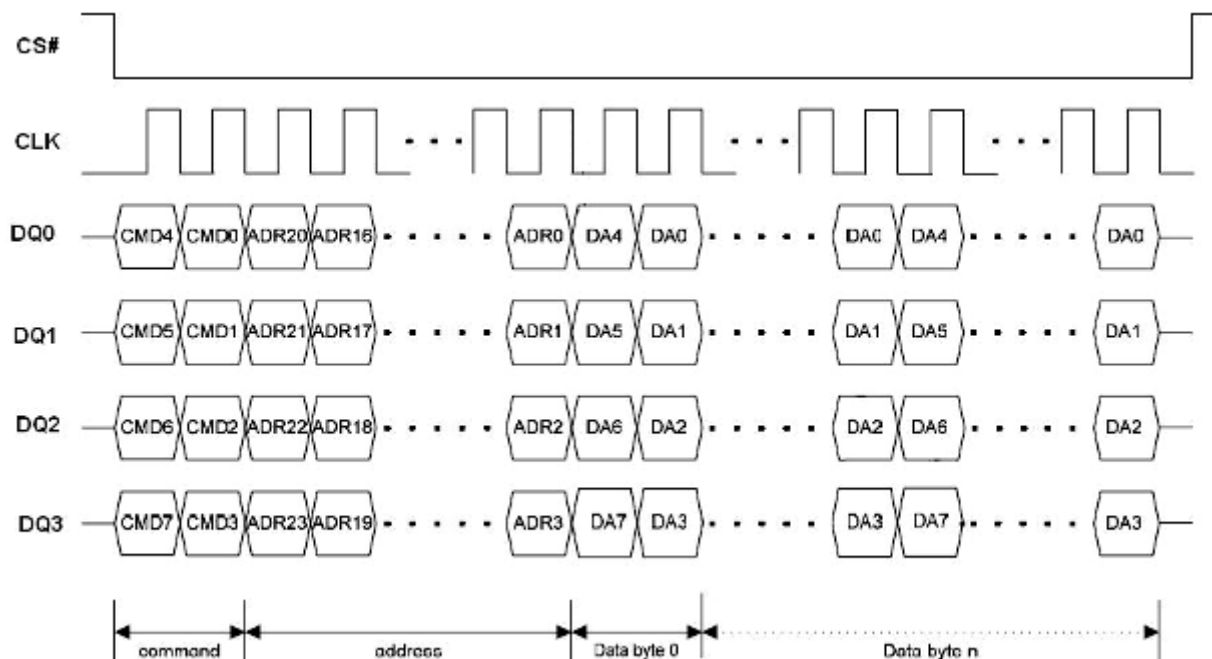 CS#
CLK
DQ0 CMD4 CMD0 ADR20 ADR16 ADR0 DA4 DA0 DA0 DA4 DA0
DQ1 CMD5 CMD1 ADR21 ADR17 ADR1 DA5 DA1 DA1 DA5 DA1
DQ2 CMD6 CMD2 ADR22 ADR18 ADR2 DA6 DA2 DA2 DA6 DA2
DQ3 CMD7 CMD3 ADR23 ADR19 ADR3 DA7 DA3 DA3 DA7 DA3
command address Data byte 0 Data byte n